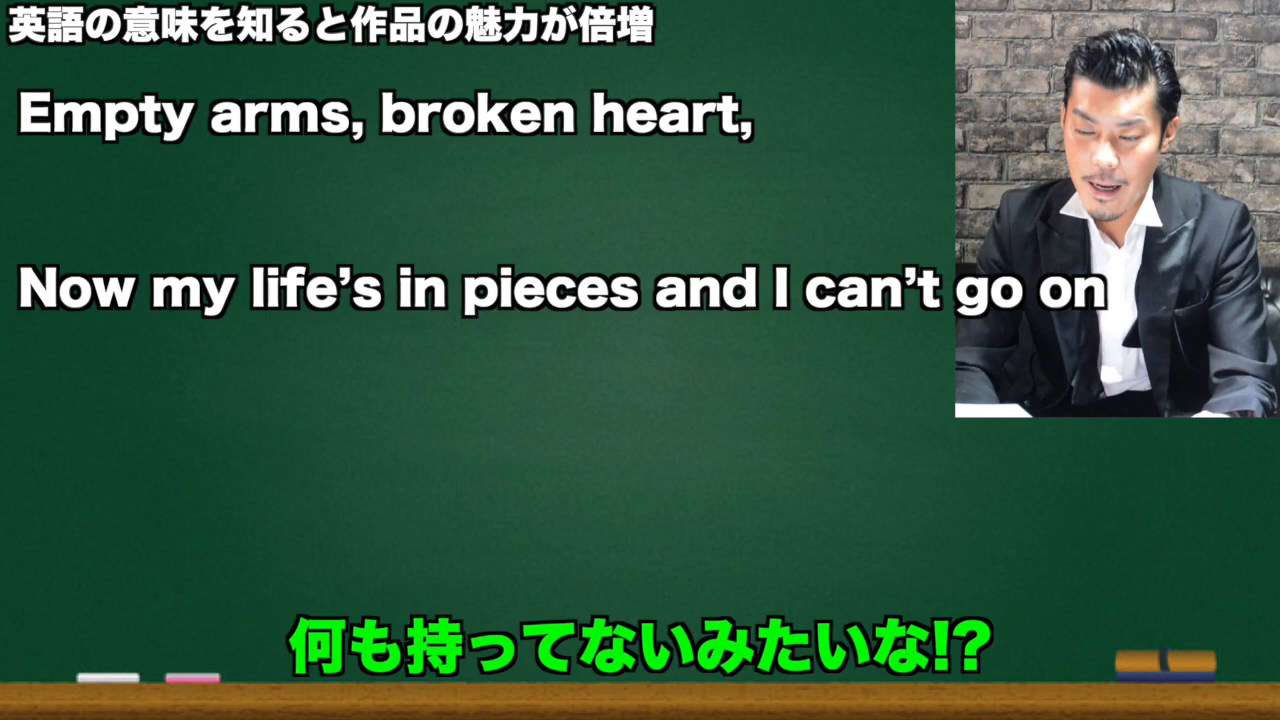 英語の意味を知ると作品の魅力が倍増
Empty arms, broken heart,
Now my life’s in pieces and I can’t go on
何も持ってないみたいな!?